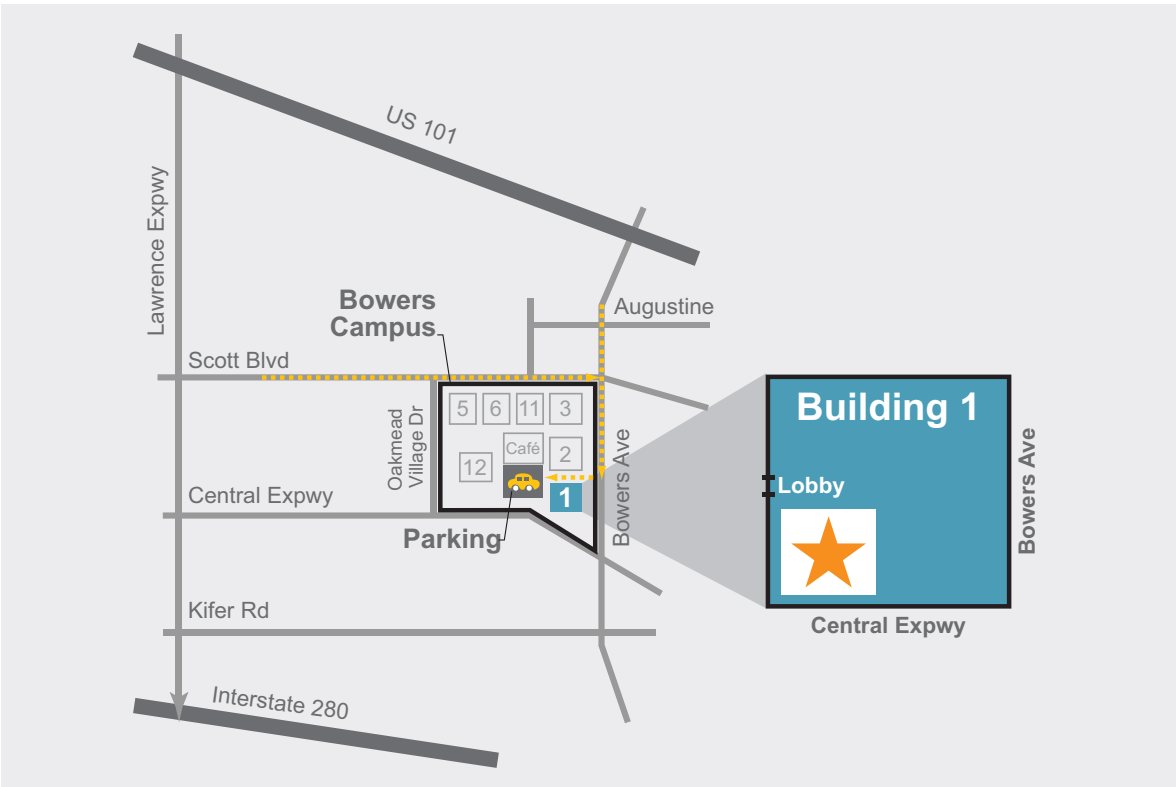 US 101
Lawrence Expwy
Bowers
Campus
Augustine
Scott Blvd
5
6
11
3
Building 1
Oakmead
Village Dr
Café
2
12
Bowers Ave
Lobby
Bowers Ave
Central Expwy
1
Parking
Kifer Rd
Central Expwy
Interstate 280